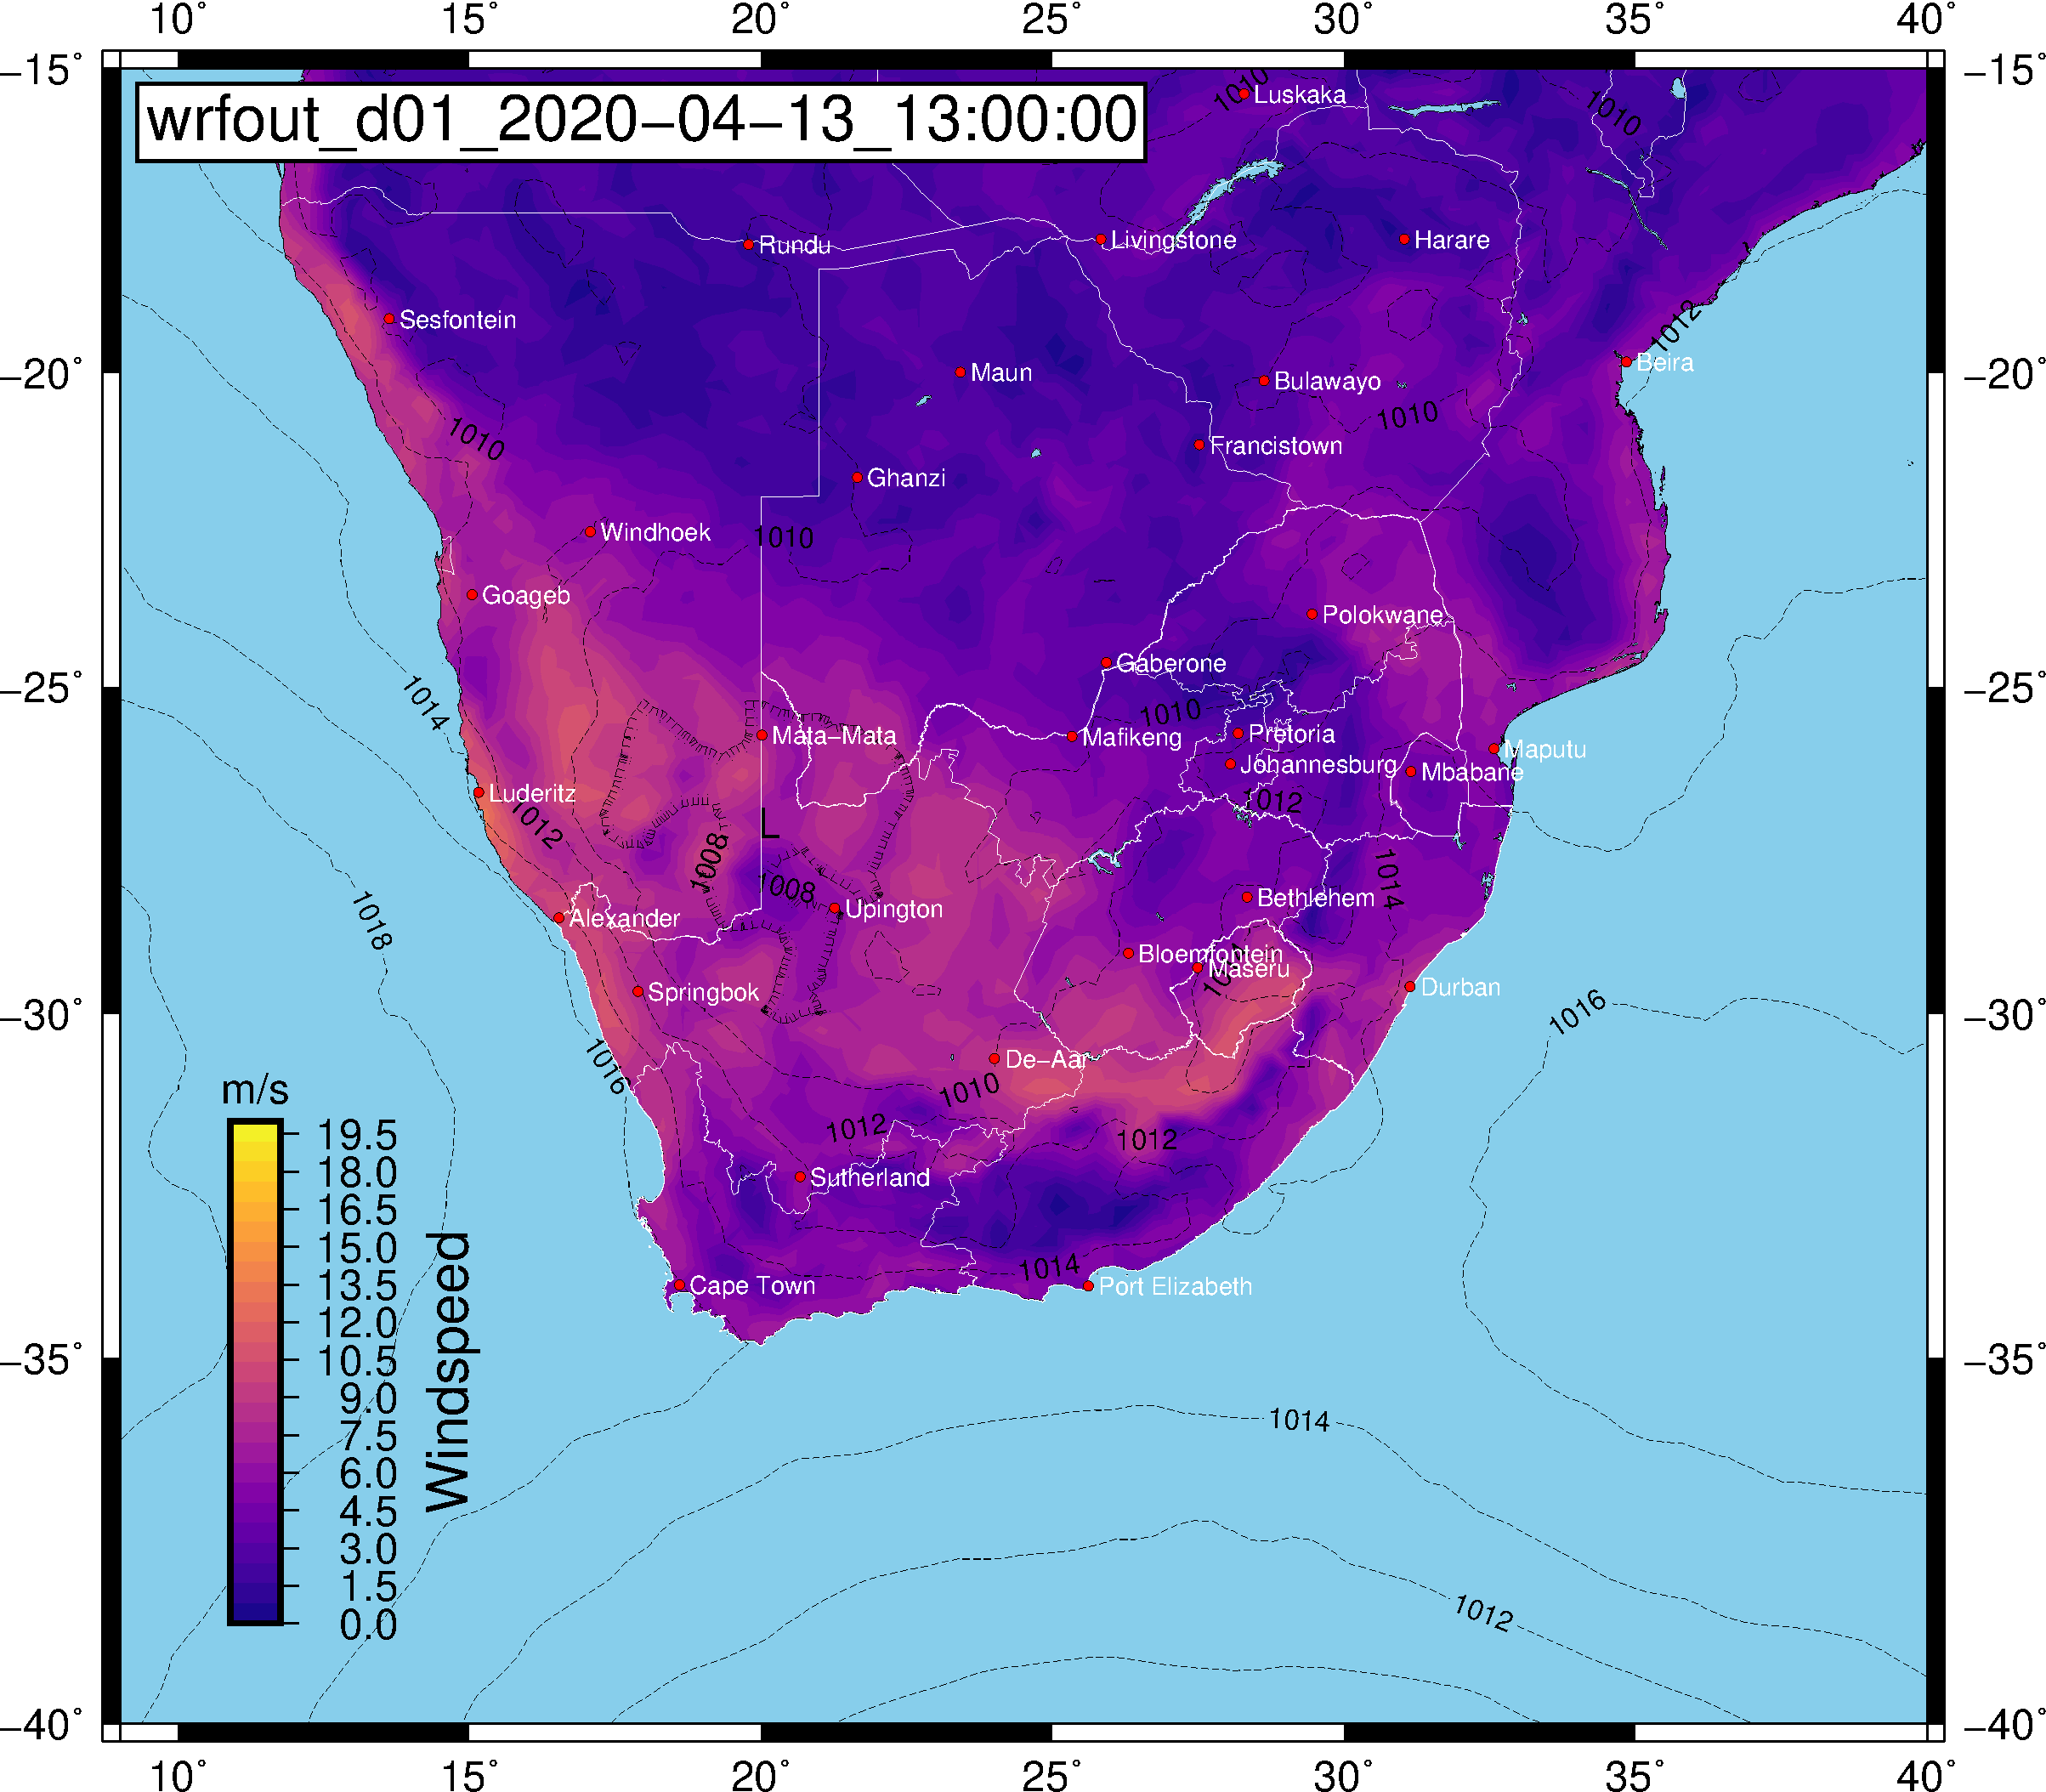 10° 15° 20° 25° 30° 35° 40°
−15° −15°
wrfout_d01_2020−04−13_13:00:00
1010
Luskaka
1010
Rundu
Livingstone
Harare
Sesfontein
1012
−20° −20°
Maun
Bulawayo
Beira
1010
1010
Francistown
Ghanzi
Windhoek
1010
Goageb
Polokwane
Gaberone
−25° −25°
1014
1010
Mata−Mata
Mafikeng
Pretoria
Maputu
Johannesburg
Mbabane
Luderitz
1012
L
1012
1008
1008
1014
Bethlehem
Upington
Alexander
1018
Bloemfontein
Maseru
Springbok
Durban
−30° −30°
1016
De−Aar
1016
1010
1012
1012
Sutherland
1014
Cape Town
Port Elizabeth
−35° −35°
1014
1012
m/s
19.5
18.0
16.5
15.0
13.5
12.0
10.5
9.0
7.5
6.0
4.5
3.0
1.5
0.0
Windspeed
−40° −40°
10° 15° 20° 25° 30° 35° 40°